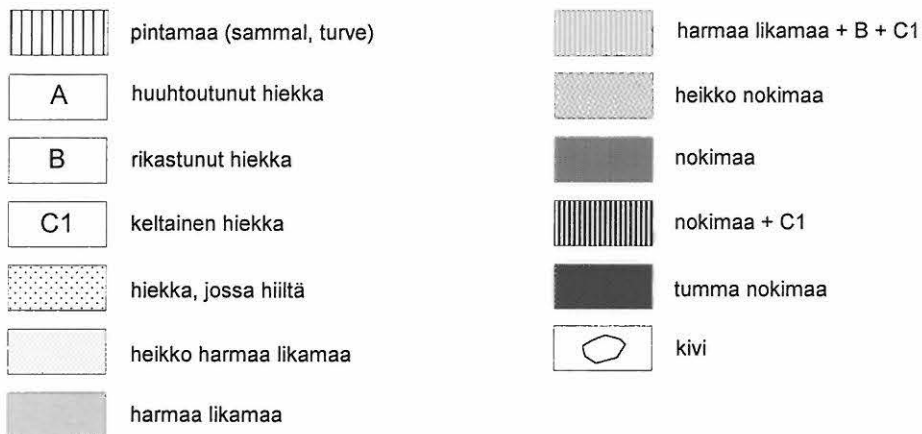 pintamaa (sammal, turve)
A
huuhtoutunut hiekka
B
rikastunut hiekka
C1
keltainen hiekka
hiekka, jossa hiiltä
heikko harmaa likamaa
harmaa likamaa
harmaa likamaa + B + C1
heikko nokimaa
nokimaa
nokimaa + C1
tumma nokimaa
kivi